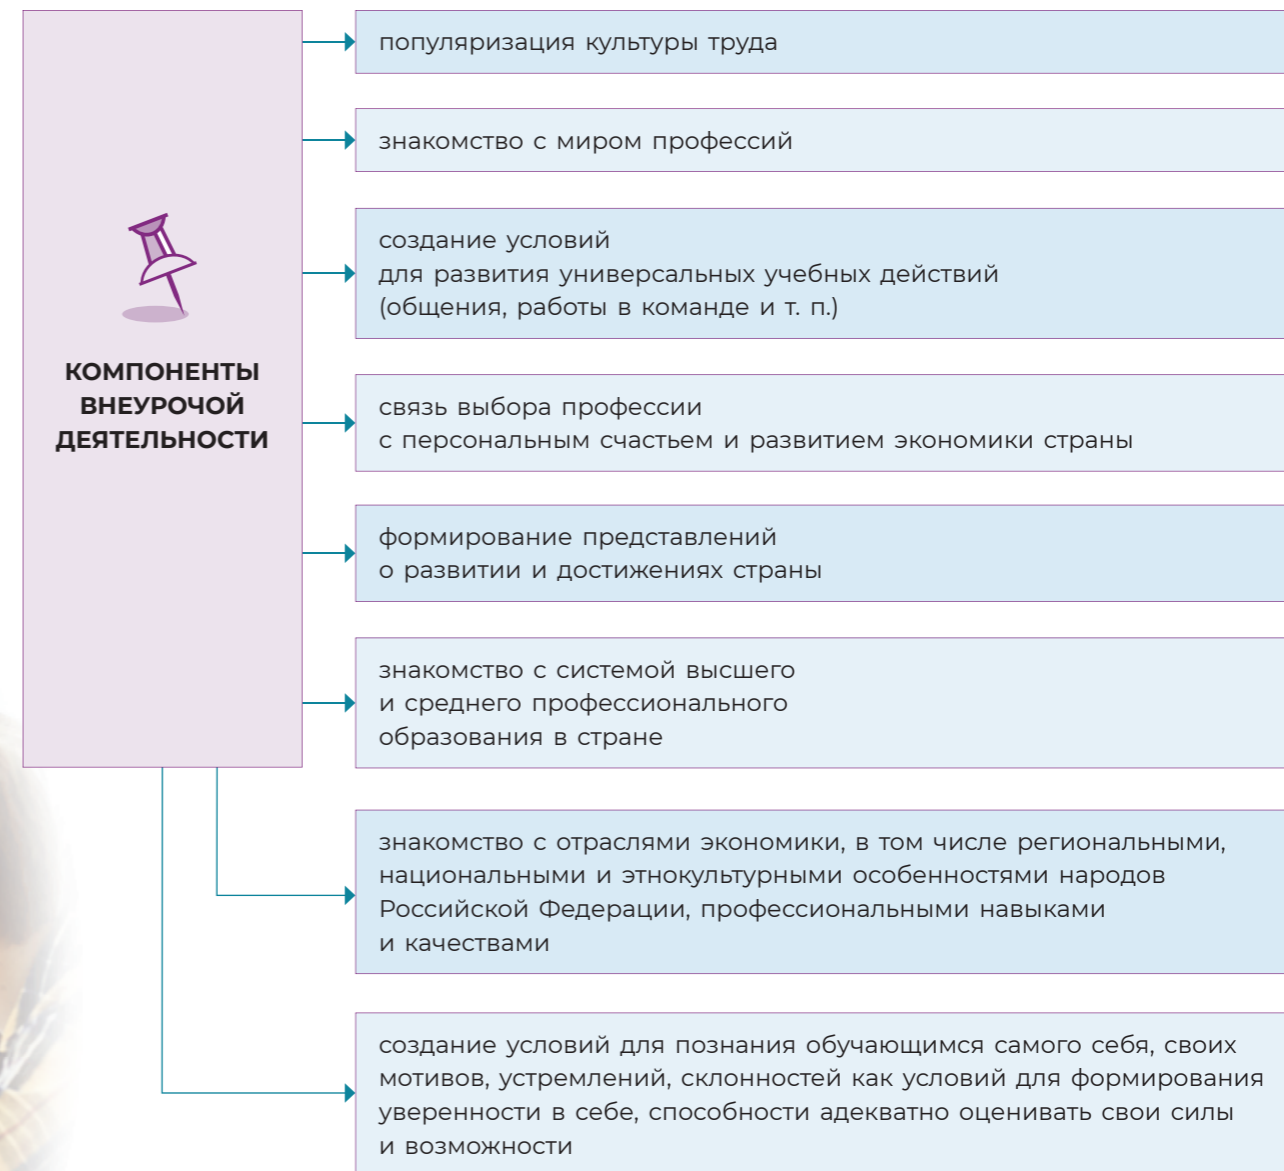 КОМПОНЕНТЫ
ВНЕУРОЧОЙ
ДЕЯТЕЛЬНОСТИ
популяризация культуры труда
знакомство с миром профессий
создание условий
для развития универсальных учебных действий
(общения, работы в команде и т. п.)
связь выбора профессии
с персональным счастьем и развитием экономики страны
формирование представлений
о развитии и достижениях страны
знакомство с системой высшего
и среднего профессионального
образования в стране
знакомство с отраслями экономики, в том числе региональными,
национальными и этнокультурными особенностями народов
Российской Федерации, профессиональными навыками
и качествами
создание условий для познания обучающимся самого себя, своих
мотивов, устремлений, склонностей как условий для формирования
уверенности в себе, способности адекватно оценивать свои силы
и возможности